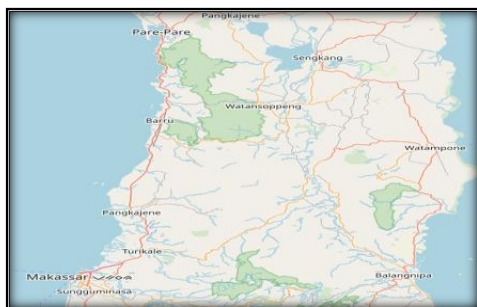 Pangkajene
Pare-Pare
Sengkang
Watansoppeng
Barru
Watampone
Pangkajene
Turikale
Makassar
Balangnipa
Sungguminasa